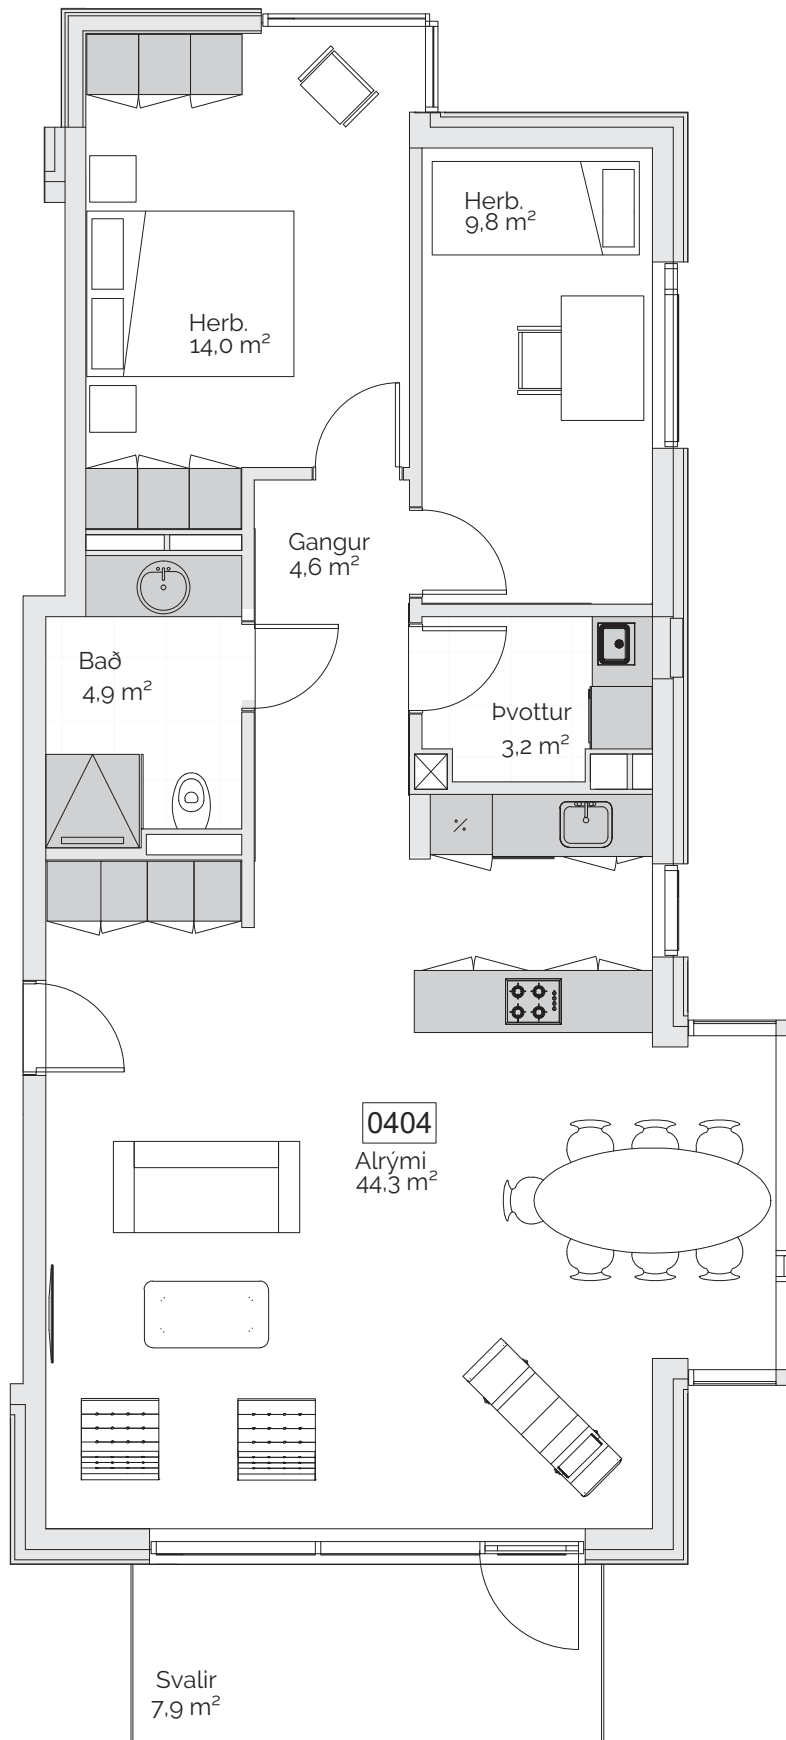 Herb.
9,8 m²
Herb.
14,0 m²
Gangur
4,6 m²
Bað
4,9 m²
Þvottur
3,2 m²
0404
Alrými
44,3 m²
Svalir
7,9 m²